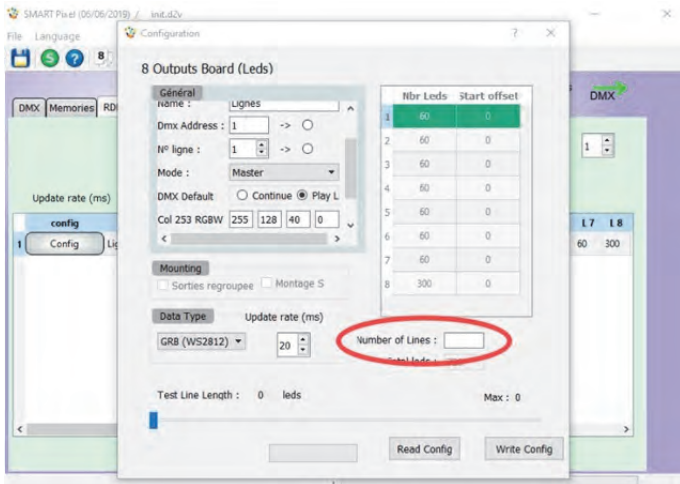 SMART Pixel (06/06/2019) / init.d2v
File Language
Configuration ? ×
8 Outputs Board (Leds)
Général
Name : Lignes
Dmx Address : 1 -> 
N° ligne : 1 -> 
Mode : Master
DMX Default Continue Play L
Col 253 RGBW 255 128 40 0
Mounting
Sorties regroupee Montage S
Data Type Update rate (ms)
GRB (WS2812) 20
Nbr Leds Start offset
1 60 0
2 60 0
3 60 0
4 60 0
5 60 0
6 60 0
7 60 0
8 300 0
Number of Lines :
Total leds :
Test Line Length : 0 leds Max : 0
Read Config Write Config
DMX Memories RD
DMX
1
Update rate (ms)
config L7 L8
1 Config Lig 60 300
8